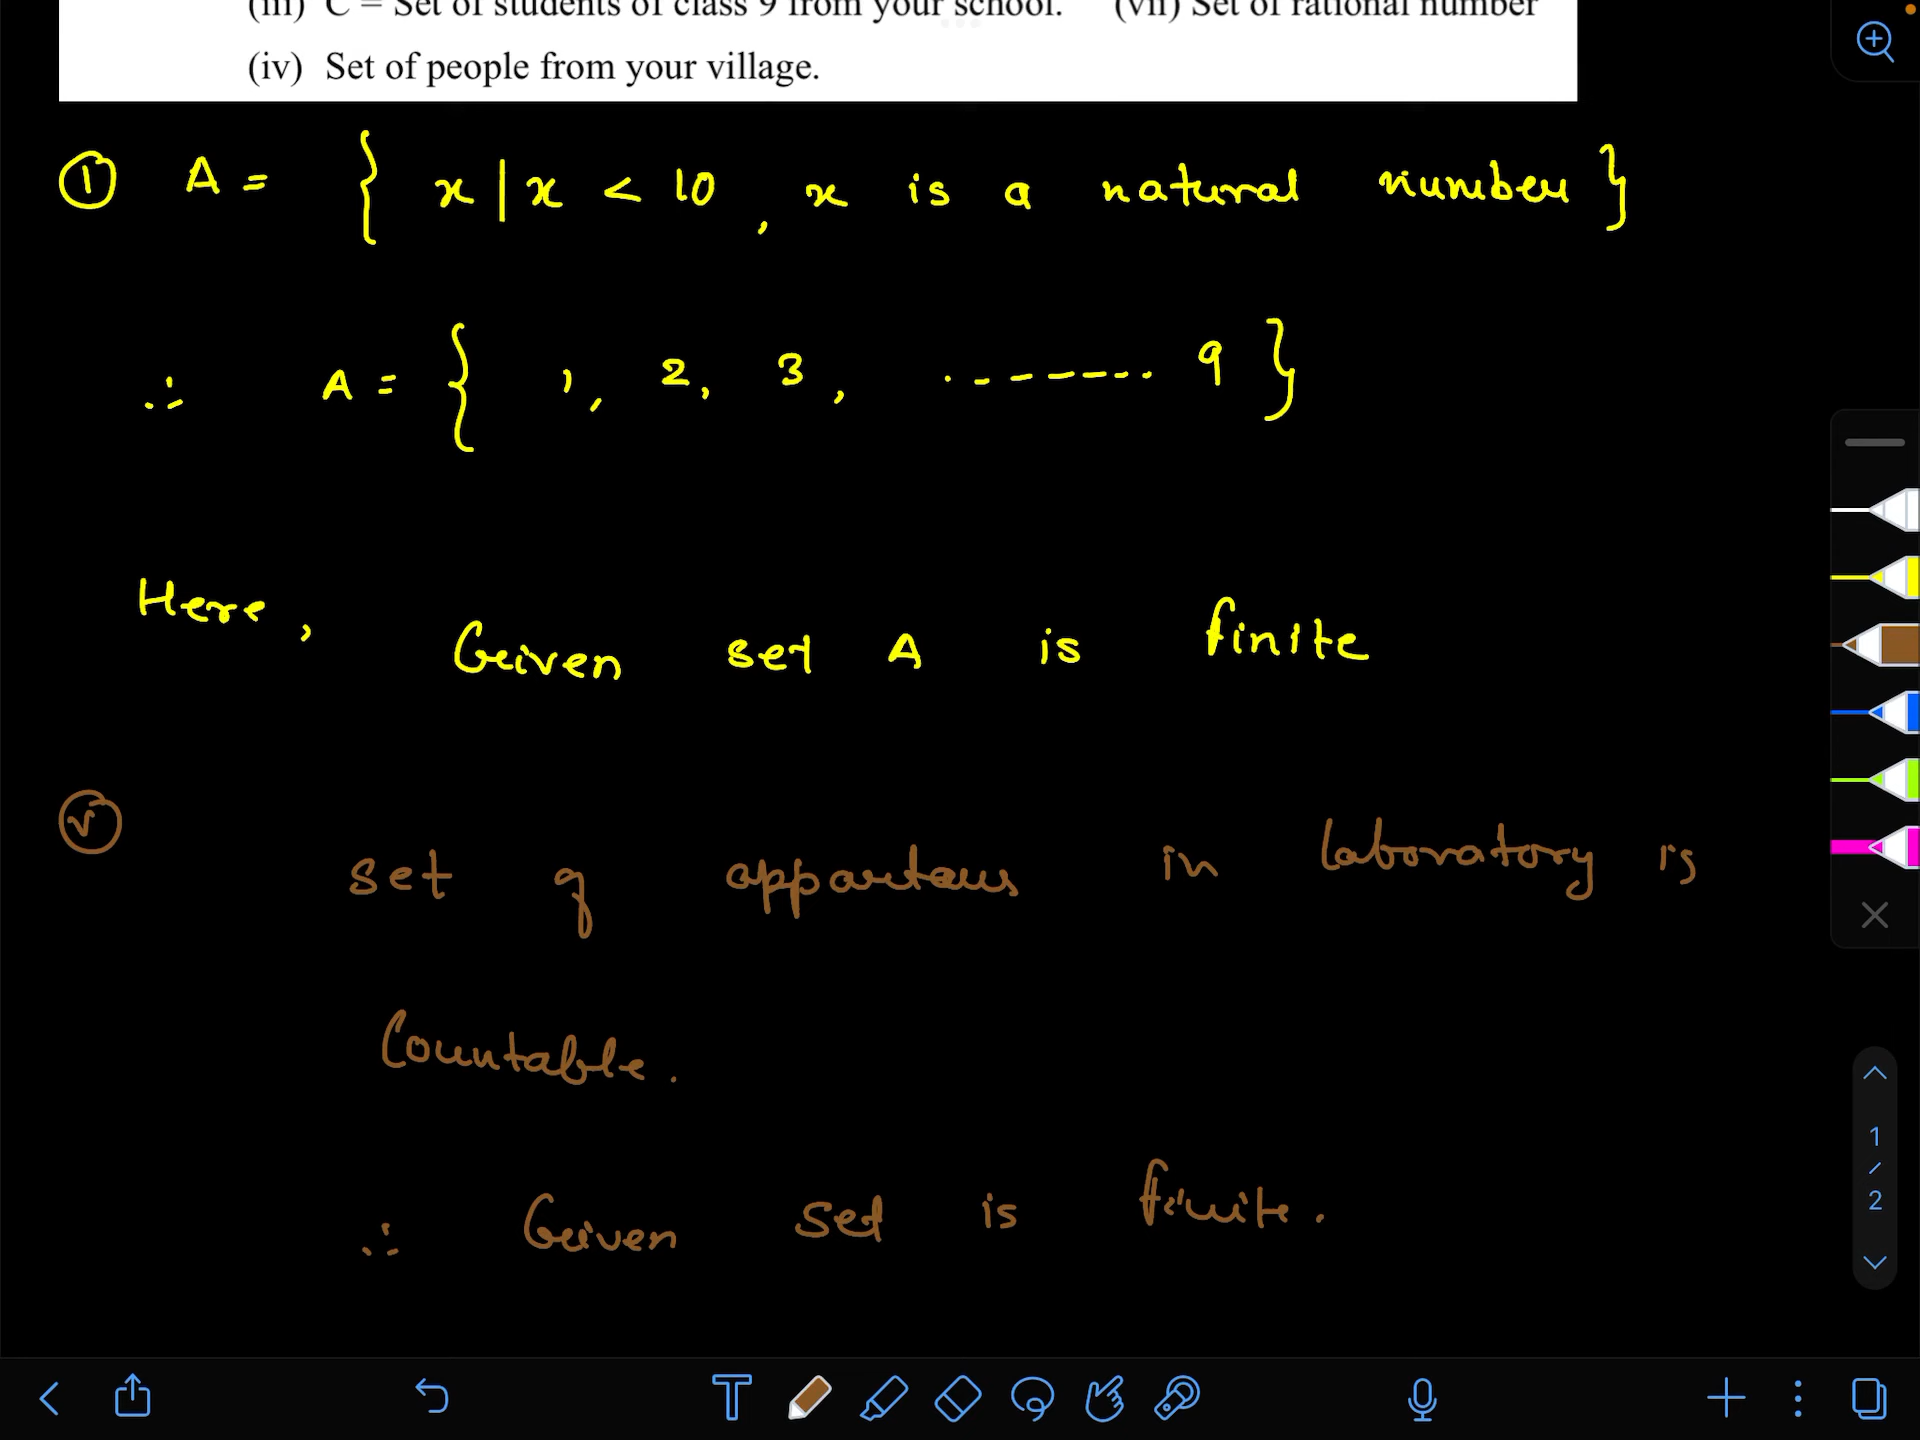 (iii) C = Set of students of class 9 from your school. (vii) Set of rational number
(iv) Set of people from your village.
① A = { x | x < 10 , x is a natural number }
∴ A = { 1, 2, 3, ------- 9 }
Here, Given set A is finite
ⓥ
set of in laboratory is
Countable.
∴ Given set is finite.
1
/
2